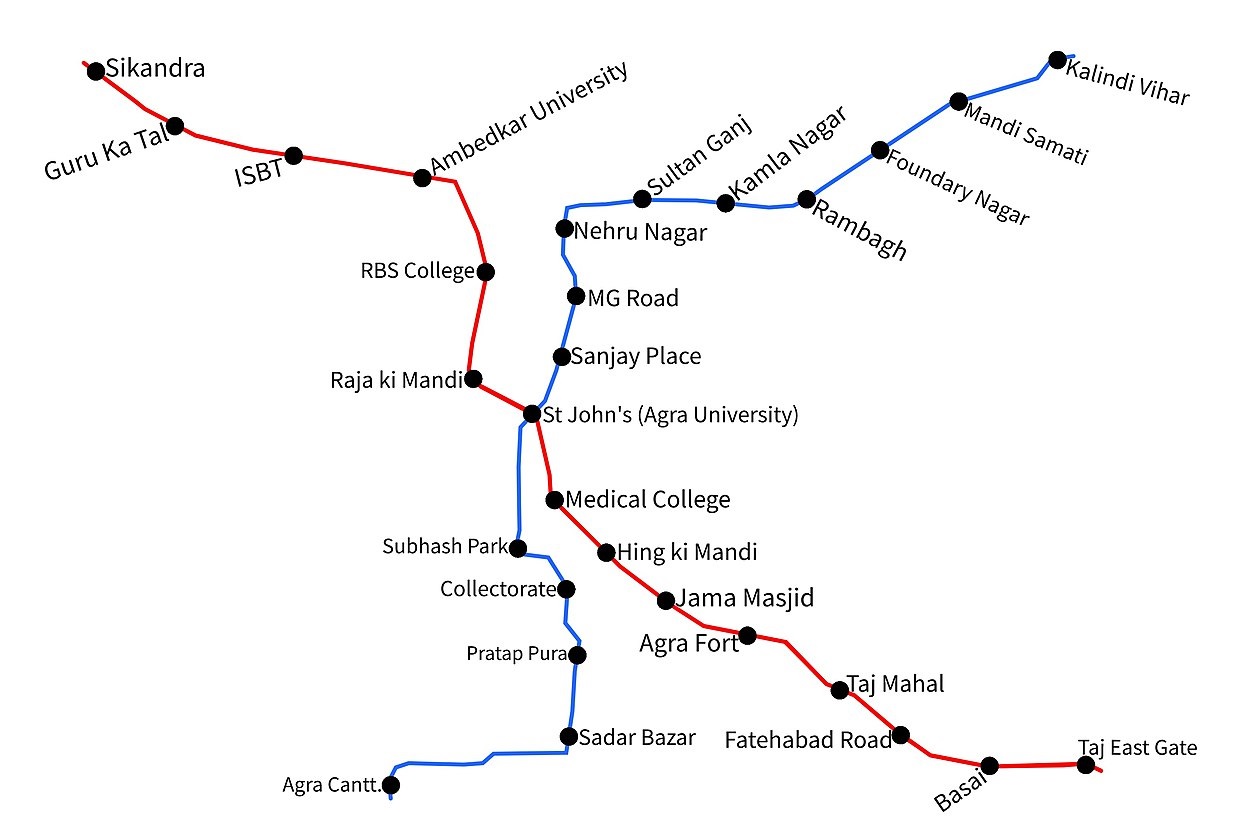 Sikandra
Kalindi Vihar
Ambedkar University
Mandi Samati
Guru Ka Tal
Sultan Ganj
Kamla Nagar
ISBT
Foundary Nagar
Rambagh
Nehru Nagar
RBS College
MG Road
Sanjay Place
Raja ki Mandi
St John's (Agra University)
Medical College
Subhash Park
Hing ki Mandi
Collectorate
Jama Masjid
Agra Fort
Pratap Pura
Taj Mahal
Sadar Bazar
Fatehabad Road
Taj East Gate
Agra Cantt.
Basai